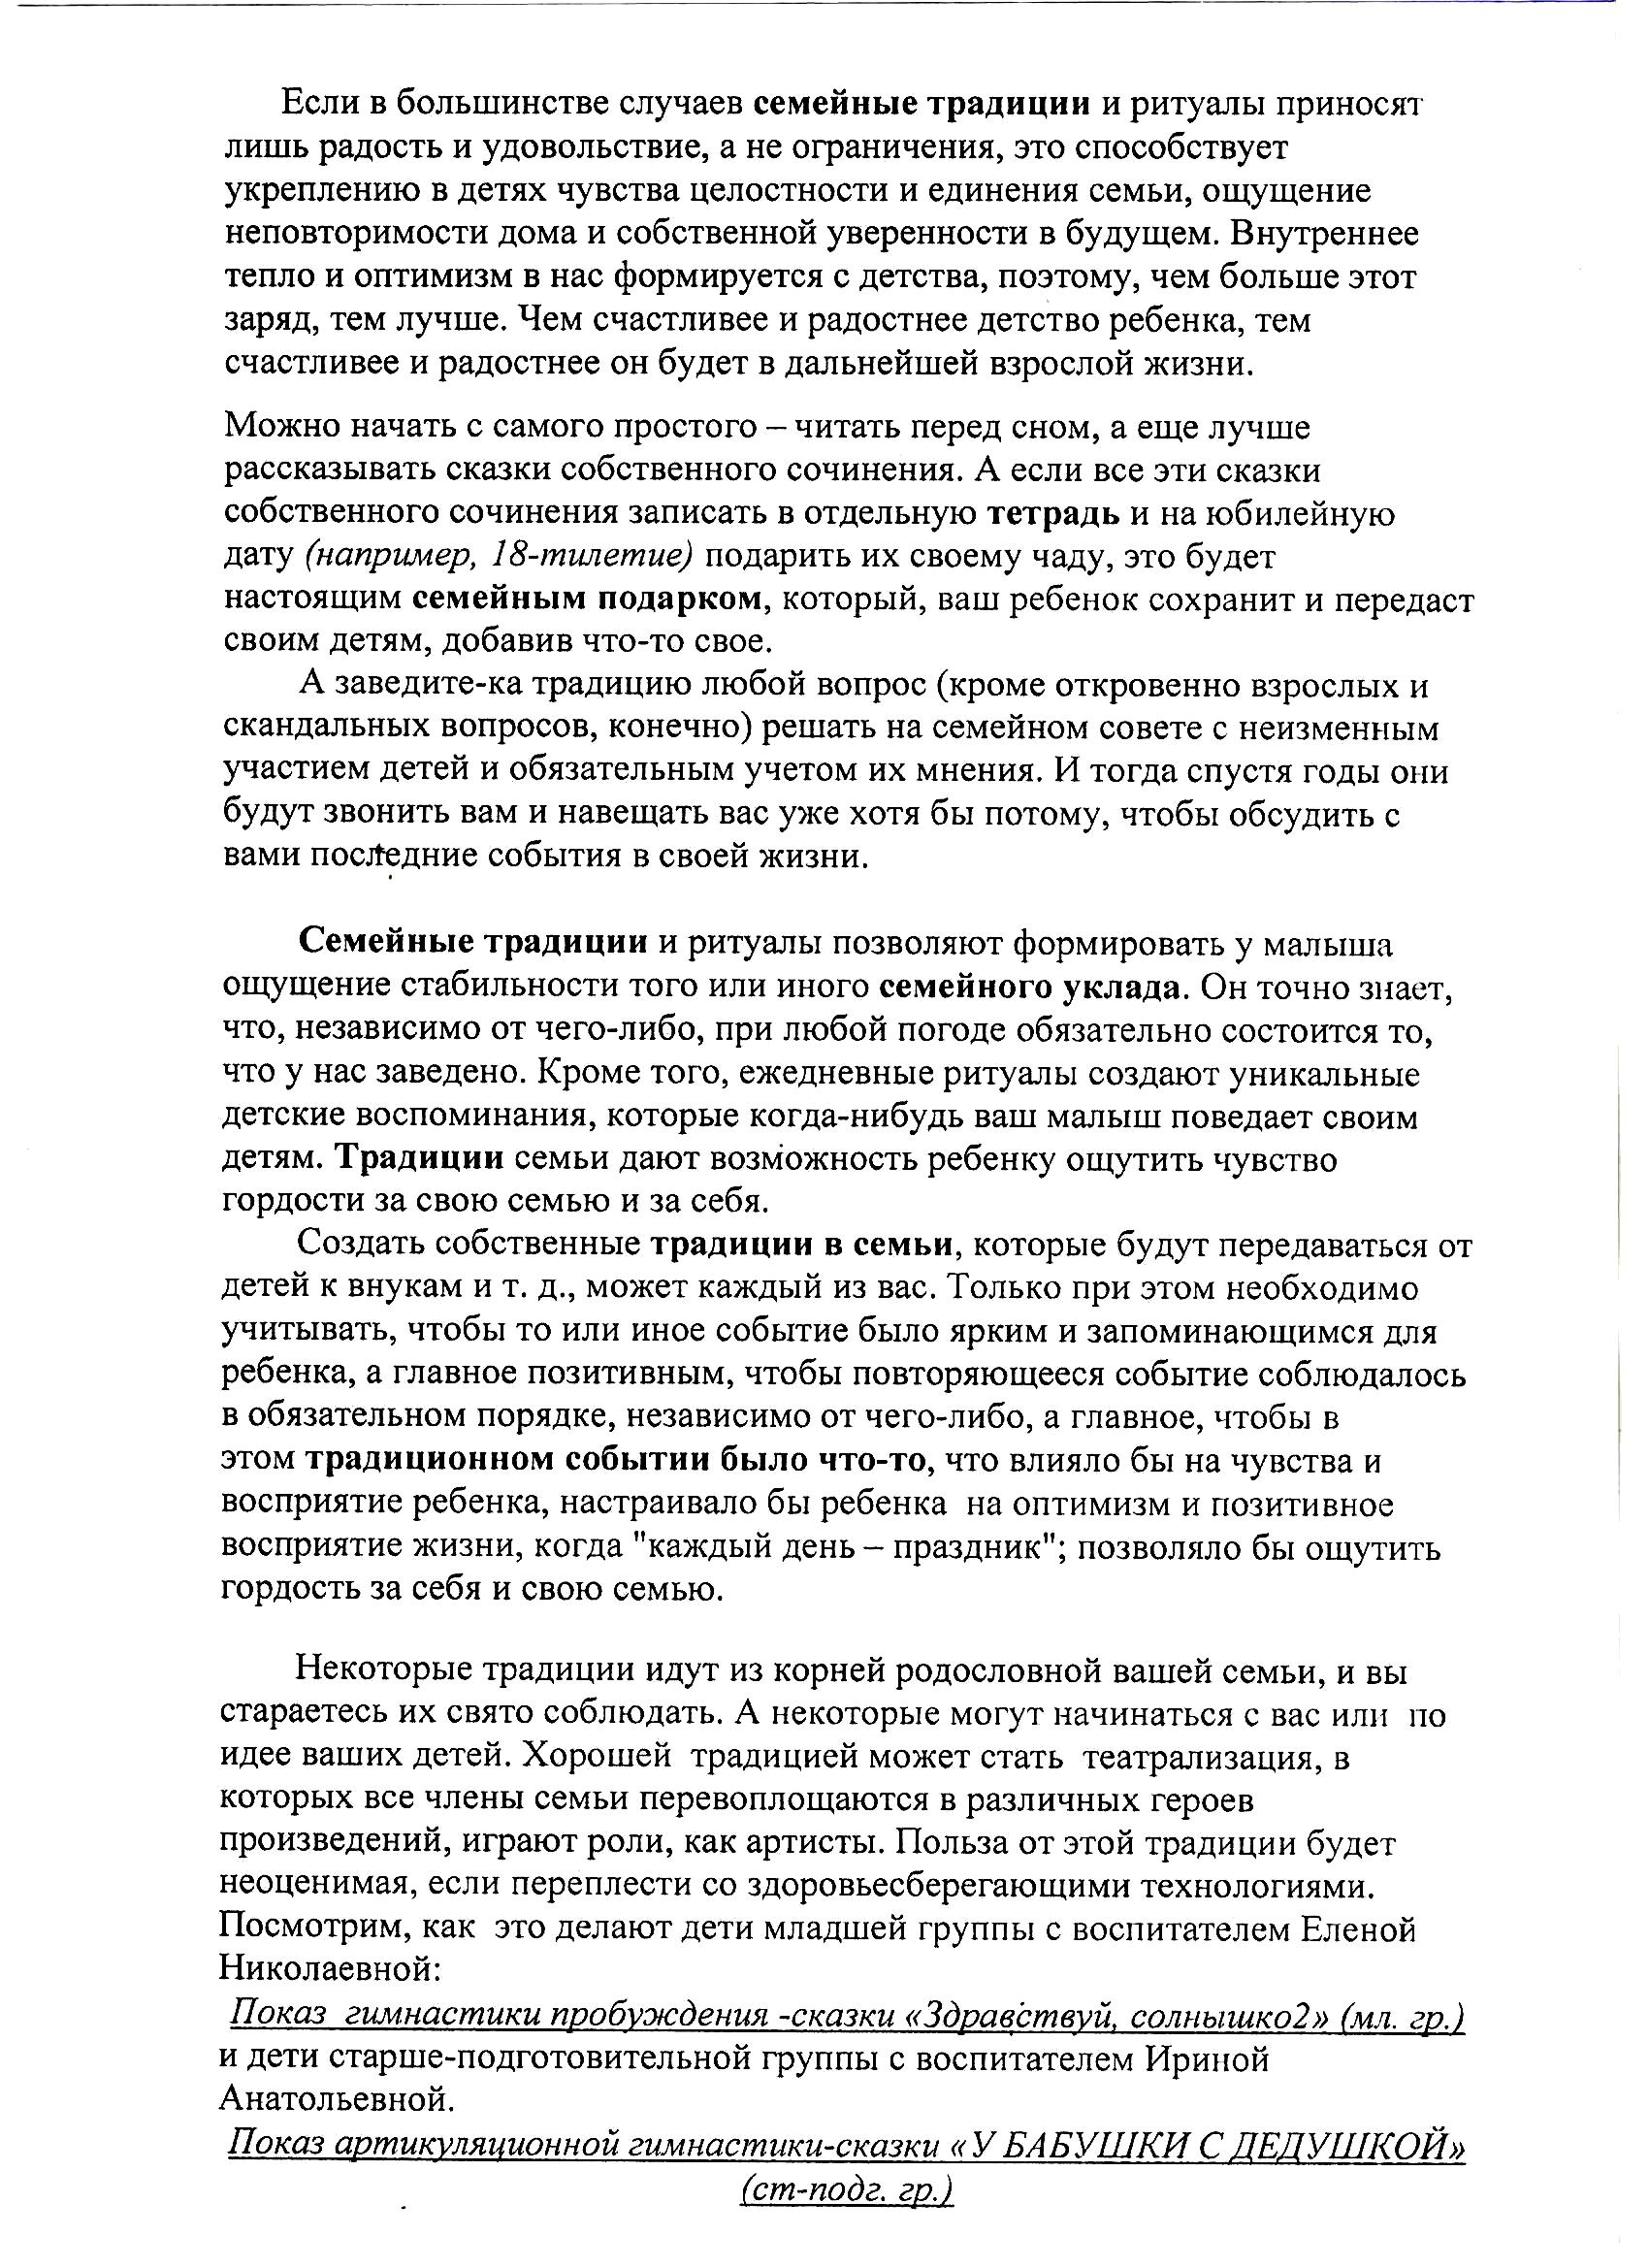 Если в большинстве случаев семейные традиции и ритуалы приносят
лишь радость и удовольствие, а не ограничения, это способствует
укреплению в детях чувства целостности и единения семьи, ощущение
неповторимости дома и собственной уверенности в будущем. Внутреннее
тепло и оптимизм в нас формируется с детства, поэтому, чем больше этот
заряд, тем лучше. Чем счастливее и радостнее детство ребенка, тем
счастливее и радостнее он будет в дальнейшей взрослой жизни.
Можно начать с самого простого – читать перед сном, а еще лучше
рассказывать сказки собственного сочинения. А если все эти сказки
собственного сочинения записать в отдельную тетрадь и на юбилейную
дату (например, 18-тилетие) подарить их своему чаду, это будет
настоящим семейным подарком, который, ваш ребенок сохранит и передаст
своим детям, добавив что-то свое.
А заведите-ка традицию любой вопрос (кроме откровенно взрослых и
скандальных вопросов, конечно) решать на семейном совете с неизменным
участием детей и обязательным учетом их мнения. И тогда спустя годы они
будут звонить вам и навещать вас уже хотя бы потому, чтобы обсудить с
вами последние события в своей жизни.
Семейные традиции и ритуалы позволяют формировать у малыша
ощущение стабильности того или иного семейного уклада. Он точно знает,
что, независимо от чего-либо, при любой погоде обязательно состоится то,
что у нас заведено. Кроме того, ежедневные ритуалы создают уникальные
детские воспоминания, которые когда-нибудь ваш малыш поведает своим
детям. Традиции семьи дают возможность ребенку ощутить чувство
гордости за свою семью и за себя.
Создать собственные традиции в семьи, которые будут передаваться от
детей к внукам и т. д., может каждый из вас. Только при этом необходимо
учитывать, чтобы то или иное событие было ярким и запоминающимся для
ребенка, а главное позитивным, чтобы повторяющееся событие соблюдалось
в обязательном порядке, независимо от чего-либо, а главное, чтобы в
этом традиционном событии было что-то, что влияло бы на чувства и
восприятие ребенка, настраивало бы ребенка  на оптимизм и позитивное
восприятие жизни, когда "каждый день – праздник"; позволяло бы ощутить
гордость за себя и свою семью.
Некоторые традиции идут из корней родословной вашей семьи, и вы
стараетесь их свято соблюдать. А некоторые могут начинаться с вас или  по
идее ваших детей. Хорошей  традицией может стать  театрализация, в
которых все члены семьи перевоплощаются в различных героев
произведений, играют роли, как артисты. Польза от этой традиции будет
неоценимая, если переплести со здоровьесберегающими технологиями.
Посмотрим, как  это делают дети младшей группы с воспитателем Еленой
Николаевной:
Показ  гимнастики пробуждения -сказки «Здравствуй, солнышко2» (мл. гр.)
и дети старше-подготовительной группы с воспитателем Ириной
Анатольевной.
Показ артикуляционной гимнастики-сказки «У БАБУШКИ С ДЕДУШКОЙ»
(ст-подг. гр.)